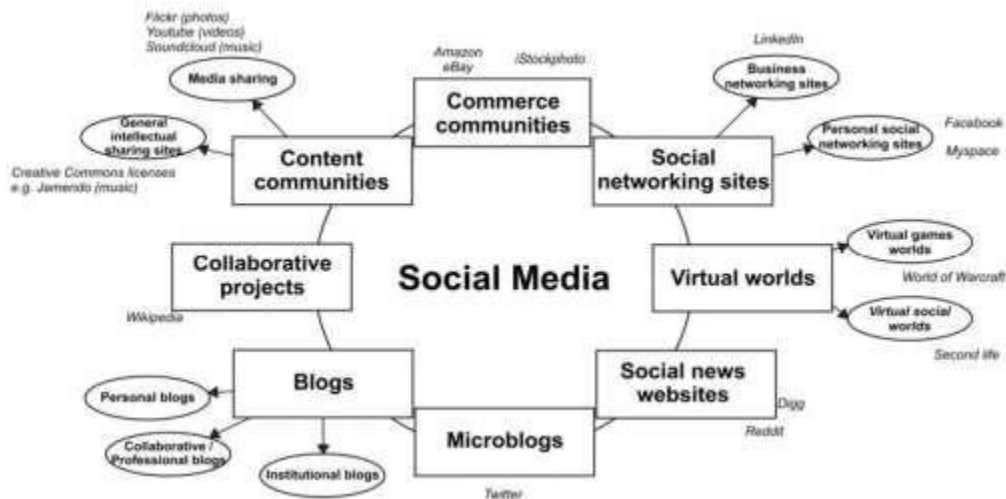 Flickr (photos)
Youtube (videos)
Soundcloud (music)
Media sharing
General
intellectual
sharing sites
Creative Commons licenses
e.g. Jamendo (music)
Content
communities
Amazon
eBay
iStockphoto
Commerce
communities
LinkedIn
Business
networking sites
Personal social
networking sites
Facebook
Myspace
Social
networking sites
Collaborative
projects
Wikipedia
Social Media
Virtual worlds
Virtual games
worlds
World of Warcraft
Virtual social
worlds
Second life
Blogs
Personal blogs
Collaborative /
Professional blogs
Institutional blogs
Microblogs
Twitter
Social news
websites
Digg
Reddit